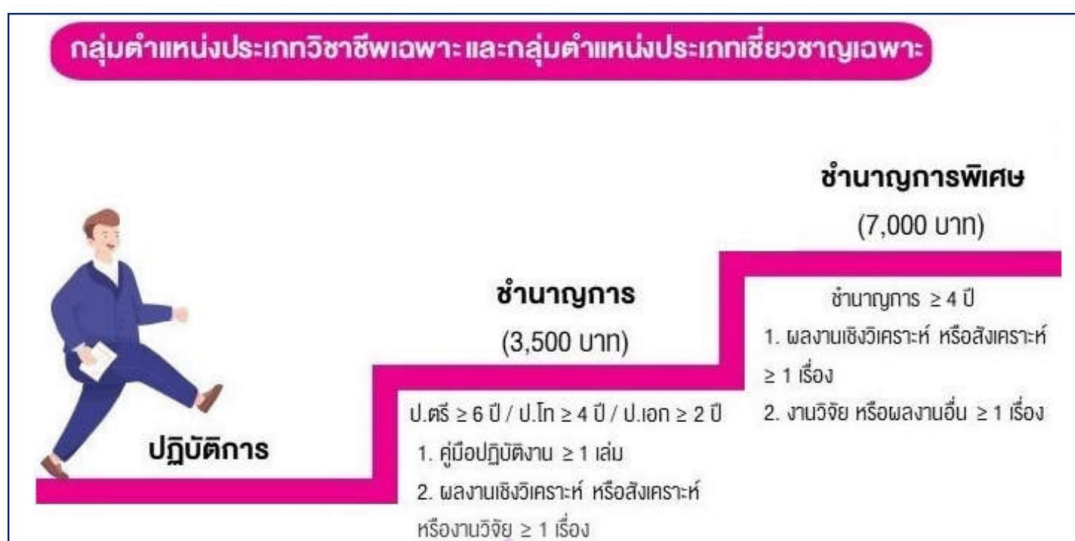 กลุ่มตำแหน่งประเภทวิชาชีพเฉพาะ และกลุ่มตำแหน่งประเภทเชี่ยวชาญเฉพาะ
ปฏิบัติการ
ชำนาญการ
(3,500 บาท)
ป.ตรี ≥ 6 ปี / ป.โท ≥ 4 ปี / ป.เอก ≥ 2 ปี
1. คู่มือปฏิบัติงาน ≥ 1 เล่ม
2. ผลงานเชิงวิเคราะห์ หรือสังเคราะห์
หรืองานวิจัย ≥ 1 เรื่อง
ชำนาญการพิเศษ
(7,000 บาท)
ชำนาญการ ≥ 4 ปี
1. ผลงานเชิงวิเคราะห์ หรือสังเคราะห์
≥ 1 เรื่อง
2. งานวิจัย หรือผลงานอื่น ≥ 1 เรื่อง